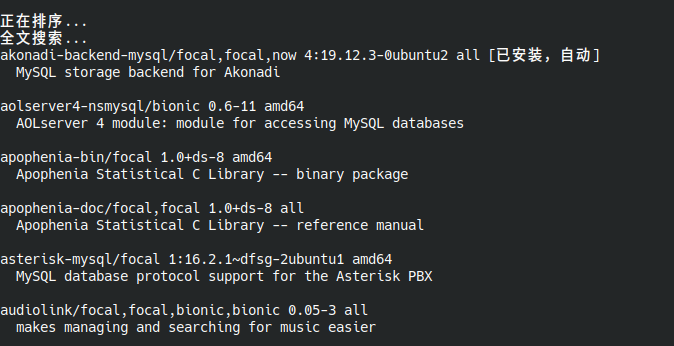 正在排序...
全文搜索...
akonadi-backend-mysql/focal,focal,now 4:19.12.3-0ubuntu2 all [已安装，自动]
  MySQL storage backend for Akonadi

aolserver4-nsmysql/bionic 0.6-11 amd64
  AOLserver 4 module: module for accessing MySQL databases

apophenia-bin/focal 1.0+ds-8 amd64
  Apophenia Statistical C Library -- binary package

apophenia-doc/focal,focal 1.0+ds-8 all
  Apophenia Statistical C Library -- reference manual

asterisk-mysql/focal 1:16.2.1~dfsg-2ubuntu1 amd64
  MySQL database protocol support for the Asterisk PBX

audiolink/focal,focal,bionic,bionic 0.05-3 all
  makes managing and searching for music easier